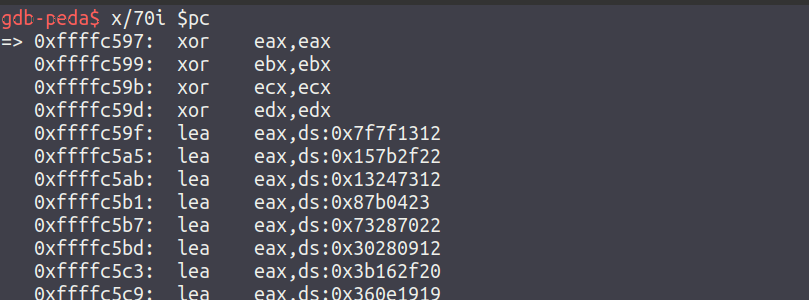 gdb-peda$ x/70i $pc
=> 0xffffc597: xor eax,eax
0xffffc599: xor ebx,ebx
0xffffc59b: xor ecx,ecx
0xffffc59d: xor edx,edx
0xffffc59f: lea eax,ds:0x7f7f1312
0xffffc5a5: lea eax,ds:0x157b2f22
0xffffc5ab: lea eax,ds:0x13247312
0xffffc5b1: lea eax,ds:0x87b0423
0xffffc5b7: lea eax,ds:0x73287022
0xffffc5bd: lea eax,ds:0x30280912
0xffffc5c3: lea eax,ds:0x3b162f20
0xffffc5c9: lea eax,ds:0x360e1919